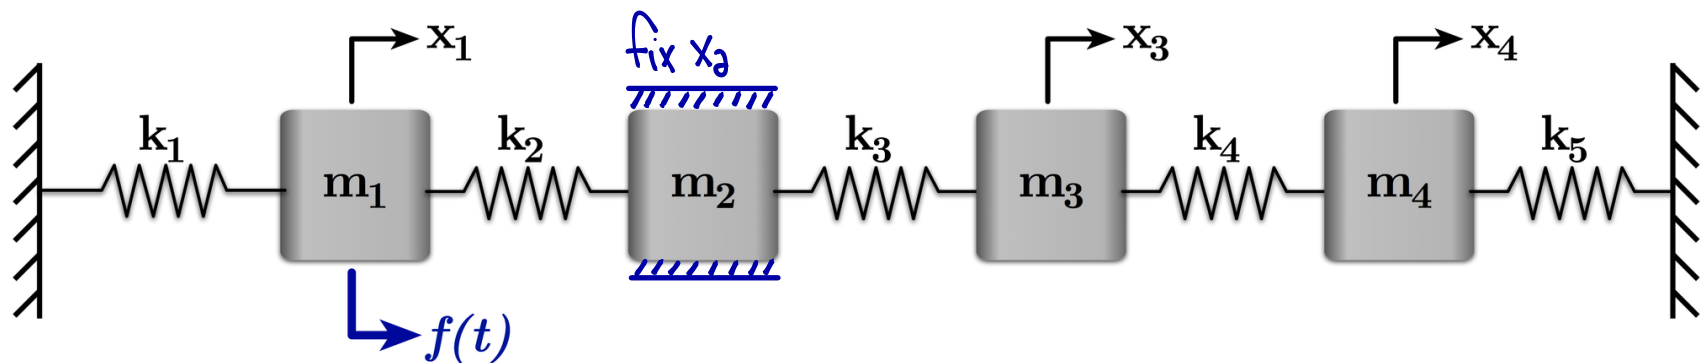 fix x₂
x₁
x₃
x₄
k₁
k₂
k₃
k₄
k₅
m₁
m₂
m₃
m₄
f(t)